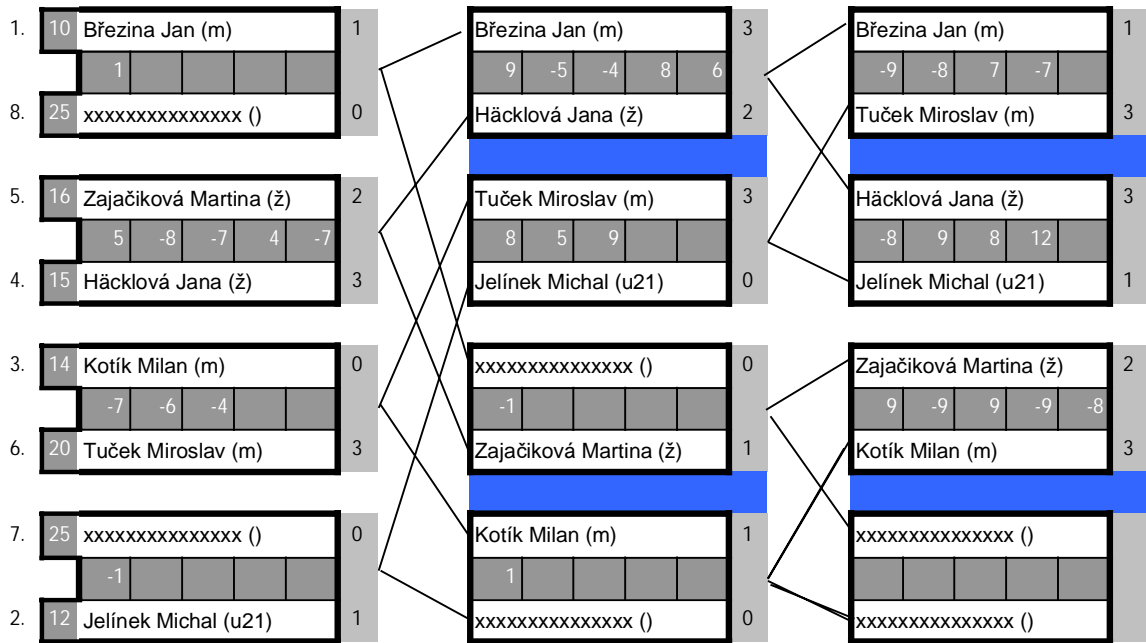 1. 10 Březina Jan (m) 1
1
8. 25 xxxxxxxxxxxxxxx () 0
5. 16 Zajačiková Martina (ž) 2
5 -8 -7 4 -7
4. 15 Häcklová Jana (ž) 3
3. 14 Kotík Milan (m) 0
-7 -6 -4
6. 20 Tuček Miroslav (m) 3
7. 25 xxxxxxxxxxxxxxx () 0
-1
2. 12 Jelínek Michal (u21) 1
Březina Jan (m) 3
9 -5 -4 8 6
Häcklová Jana (ž) 2
Tuček Miroslav (m) 3
8 5 9
Jelínek Michal (u21) 0
xxxxxxxxxxxxxxx () 0
-1
Zajačiková Martina (ž) 1
Kotík Milan (m) 1
1
xxxxxxxxxxxxxxx () 0
Březina Jan (m) 1
-9 -8 7 -7
Tuček Miroslav (m) 3
Häcklová Jana (ž) 3
-8 9 8 12
Jelínek Michal (u21) 1
Zajačiková Martina (ž) 2
9 -9 9 -9 -8
Kotík Milan (m) 3
xxxxxxxxxxxxxxx ()
xxxxxxxxxxxxxxx ()